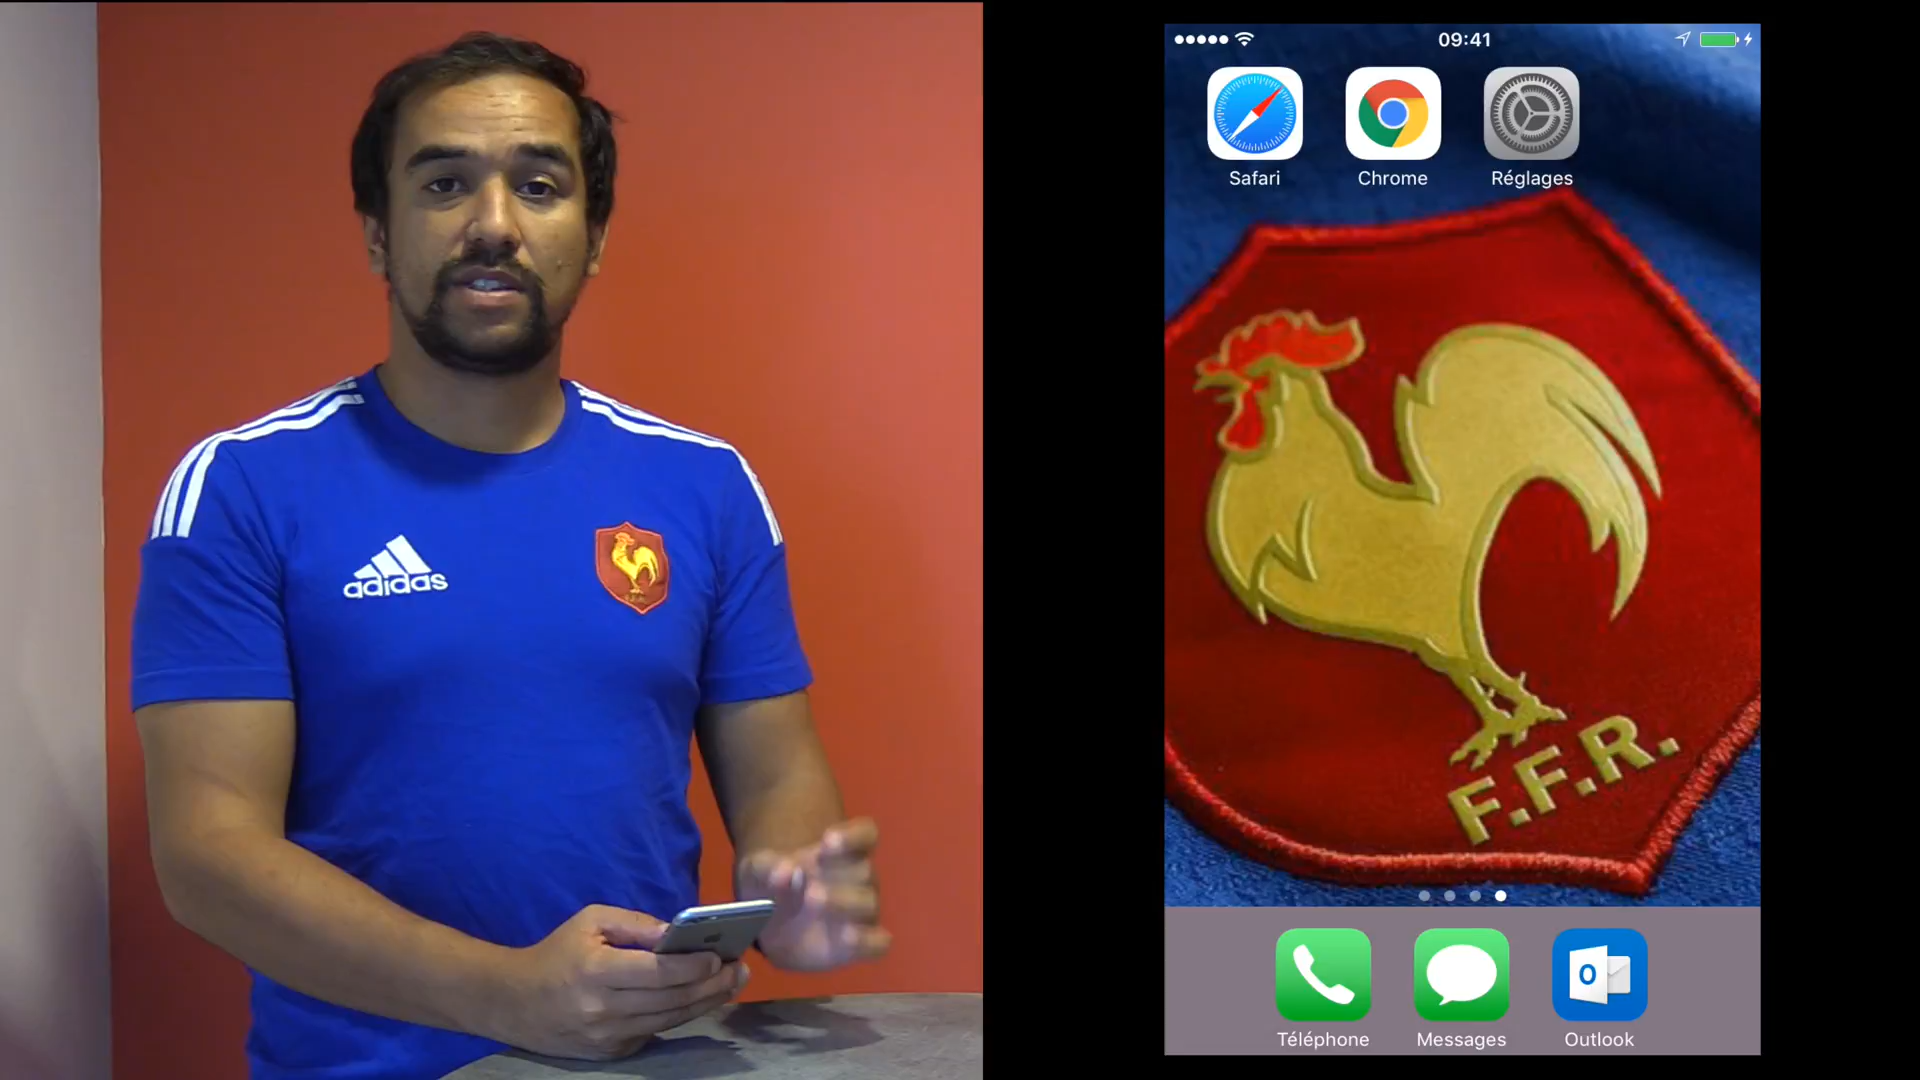 adidas
09:41
Safari
Chrome
Réglages
F.F.R.
Téléphone
Messages
O
Outlook